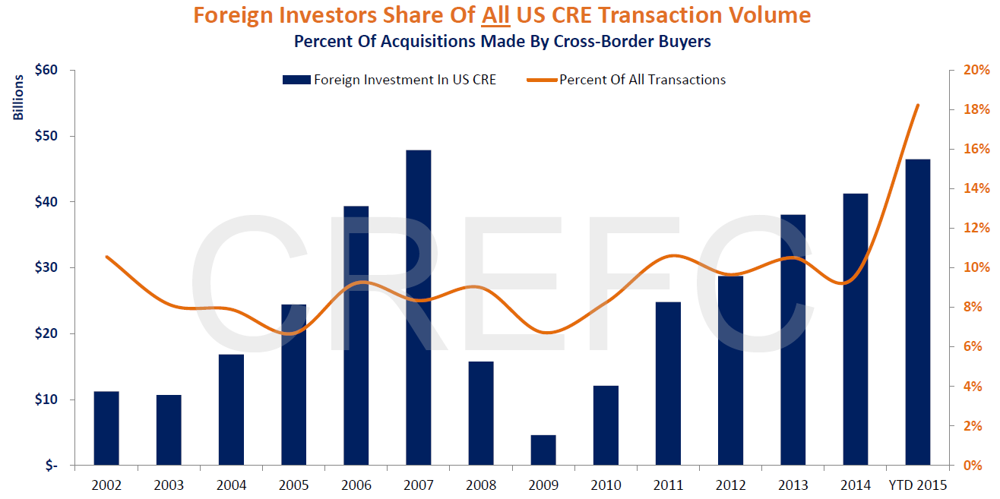 Foreign Investors Share Of All US CRE Transaction Volume
Percent Of Acquisitions Made By Cross-Border Buyers
Foreign Investment In US CRE
Percent Of All Transactions
Billions
$60
$50
$40
$30
$20
$10
$-
20%
18%
16%
14%
12%
10%
8%
6%
4%
2%
0%
CREFC
2002 2003 2004 2005 2006 2007 2008 2009 2010 2011 2012 2013 2014 YTD 2015